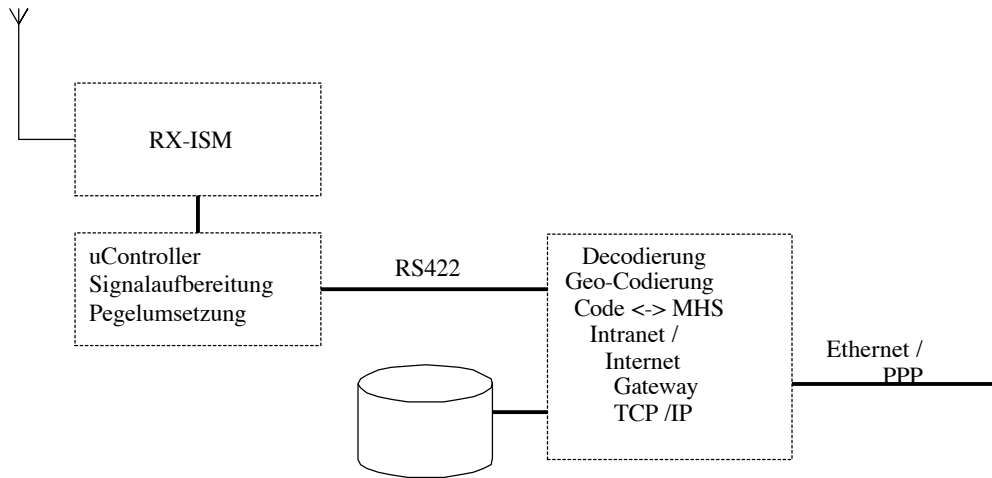 RX-ISM
uController
Signalaufbereitung
Pegelumsetzung
RS422
Decodierung
Geo-Codierung
Code <-> MHS
Intranet /
Internet
Gateway
TCP /IP
Ethernet /
PPP